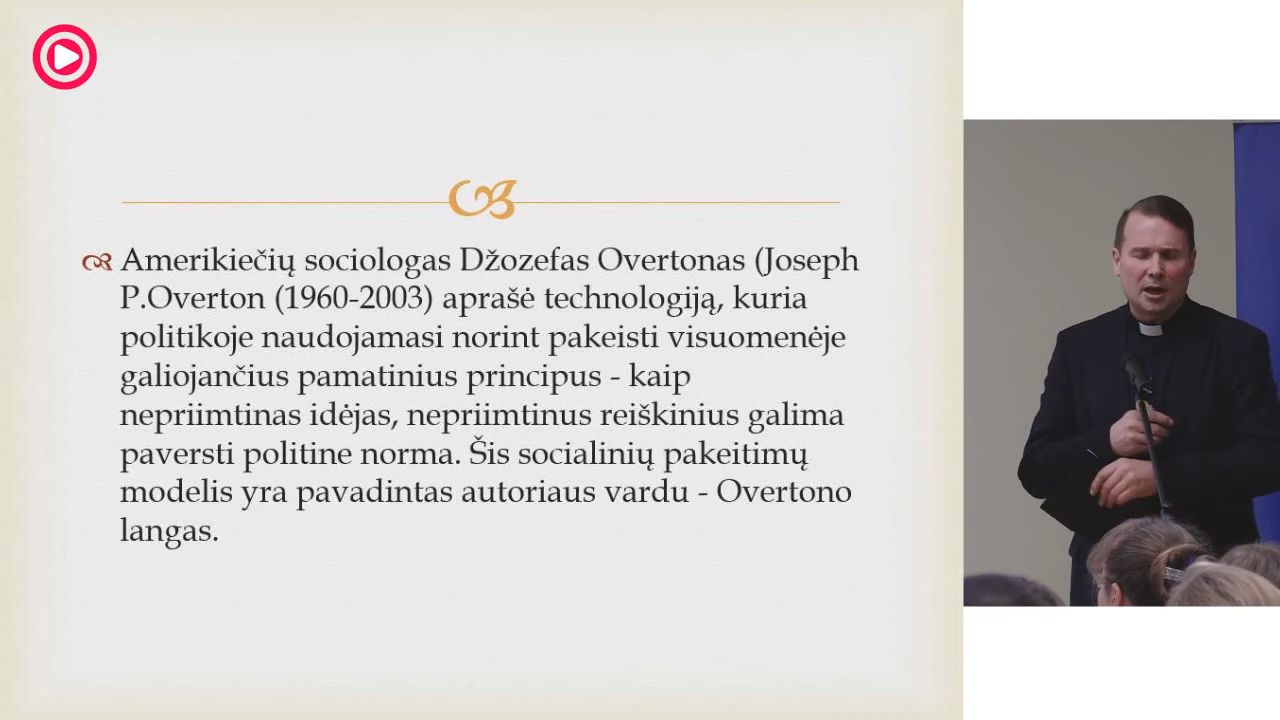 Amerikiečių sociologas Džozefas Overtonas (Joseph
P.Overton (1960-2003) aprašė technologiją, kuria
politikoje naudojamasi norint pakeisti visuomenėje
galiojančius pamatinius principus - kaip
nepriimtinas idėjas, nepriimtinus reiškinius galima
paversti politine norma. Šis socialinių pakeitimų
modelis yra pavadintas autoriaus vardu - Overtono
langas.